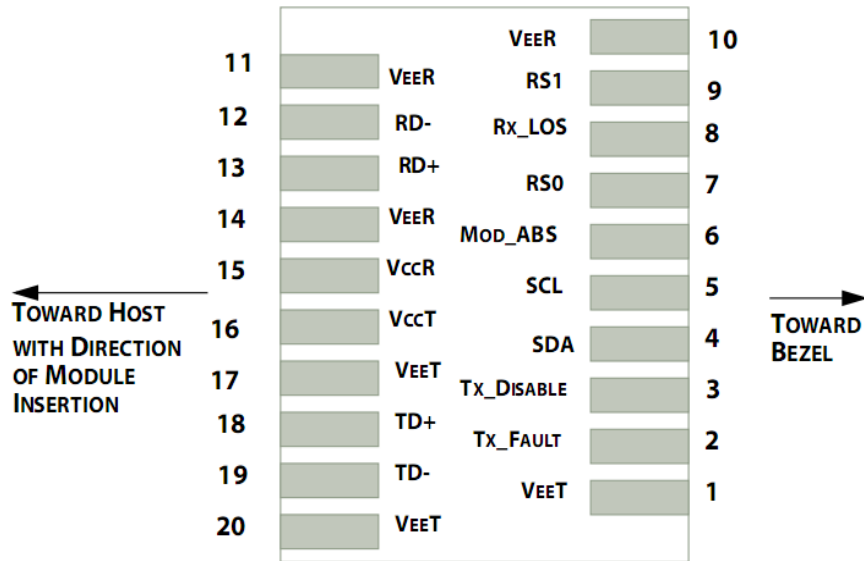 11 VEER
12 RD-
13 RD+
14 VEER
15 VCCR
16 VCCT
17 VEET
18 TD+
19 TD-
20 VEET
VEER 10
RS1 9
RX_LOS 8
RS0 7
MOD_ABS 6
SCL 5
SDA 4
TX_DISABLE 3
TX_FAULT 2
VEET 1
TOWARD HOST
WITH DIRECTION
OF MODULE
INSERTION
TOWARD
BEZEL